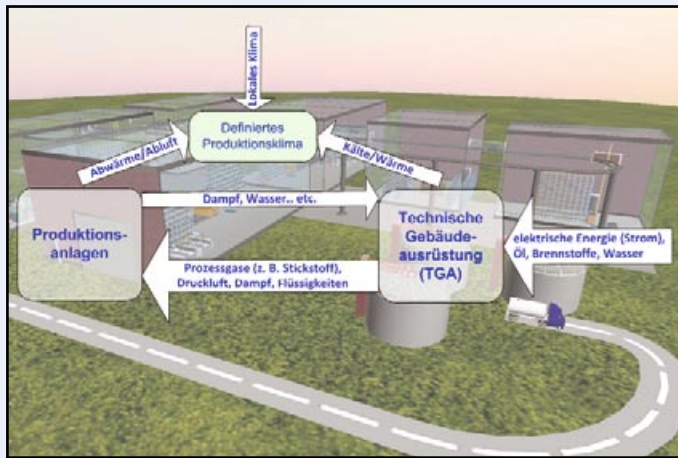 Lokales Klima
Definiertes
Produktionsklima
Abwärme/Abluft
Kälte/Wärme
Dampf, Wasser.. etc.
Produktions-
anlagen
Technische
Gebäude-
ausrüstung
(TGA)
elektrische Energie (Strom),
Öl, Brennstoffe, Wasser
Prozessgase (z. B. Stickstoff),
Druckluft, Dampf, Flüssigkeiten